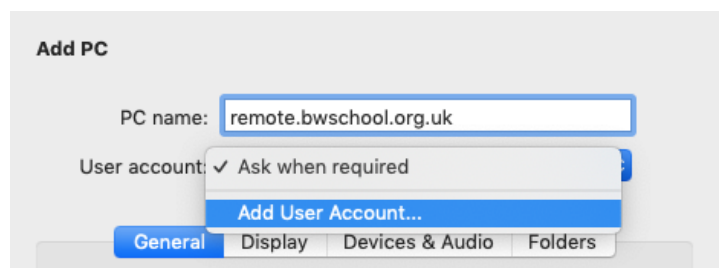 Add PC
PC name: remote.bwschool.org.uk
User account: ✓ Ask when required
Add User Account...
General Display Devices & Audio Folders